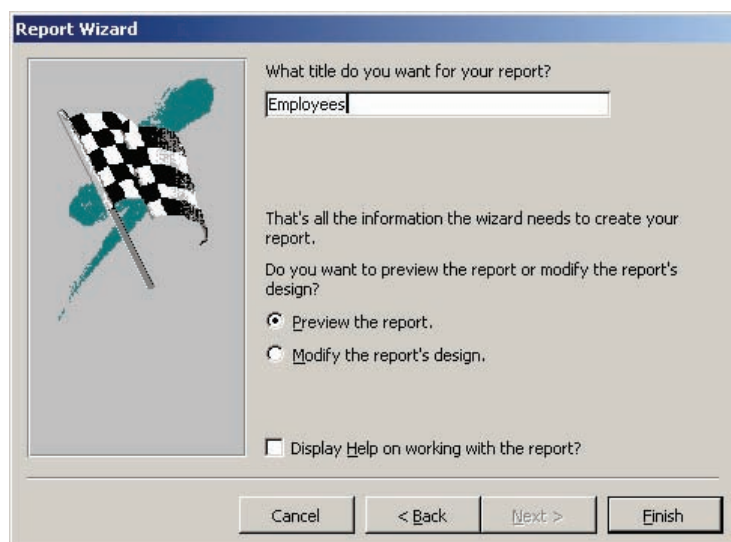 Report Wizard
What title do you want for your report?
Employees
That's all the information the wizard needs to create your
report.
Do you want to preview the report or modify the report's
design?
Preview the report.
Modify the report's design.
Display Help on working with the report?
Cancel
< Back
Next >
Finish